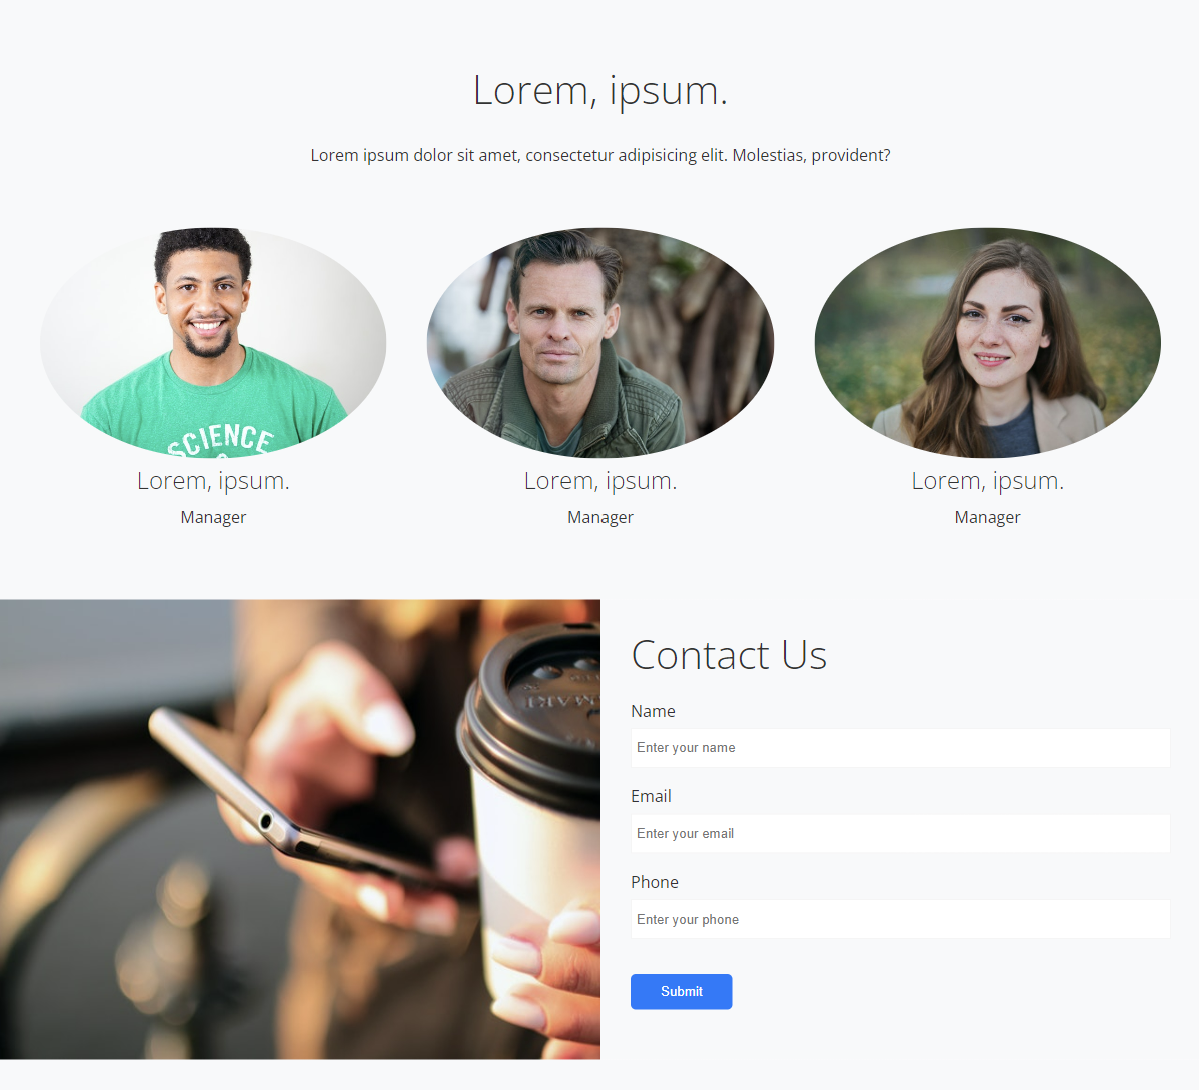 Lorem, ipsum.
Lorem ipsum dolor sit amet, consectetur adipisicing elit. Molestias, provident?
SCIENCE
Lorem, ipsum.
Manager
Lorem, ipsum.
Manager
Lorem, ipsum.
Manager
Contact Us
Name
Enter your name
Email
Enter your email
Phone
Enter your phone
Submit